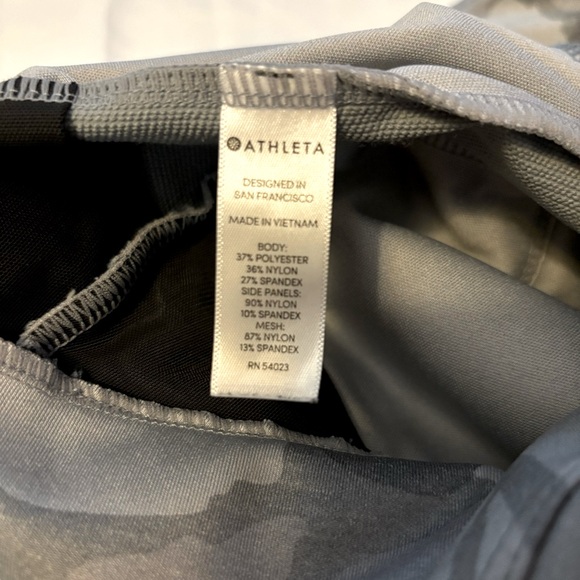 ATHLETA
DESIGNED IN
SAN FRANCISCO
MADE IN VIETNAM
BODY:
37% POLYESTER
36% NYLON
27% SPANDEX
SIDE PANELS:
90% NYLON
10% SPANDEX
MESH:
87% NYLON
13% SPANDEX
RN 54023